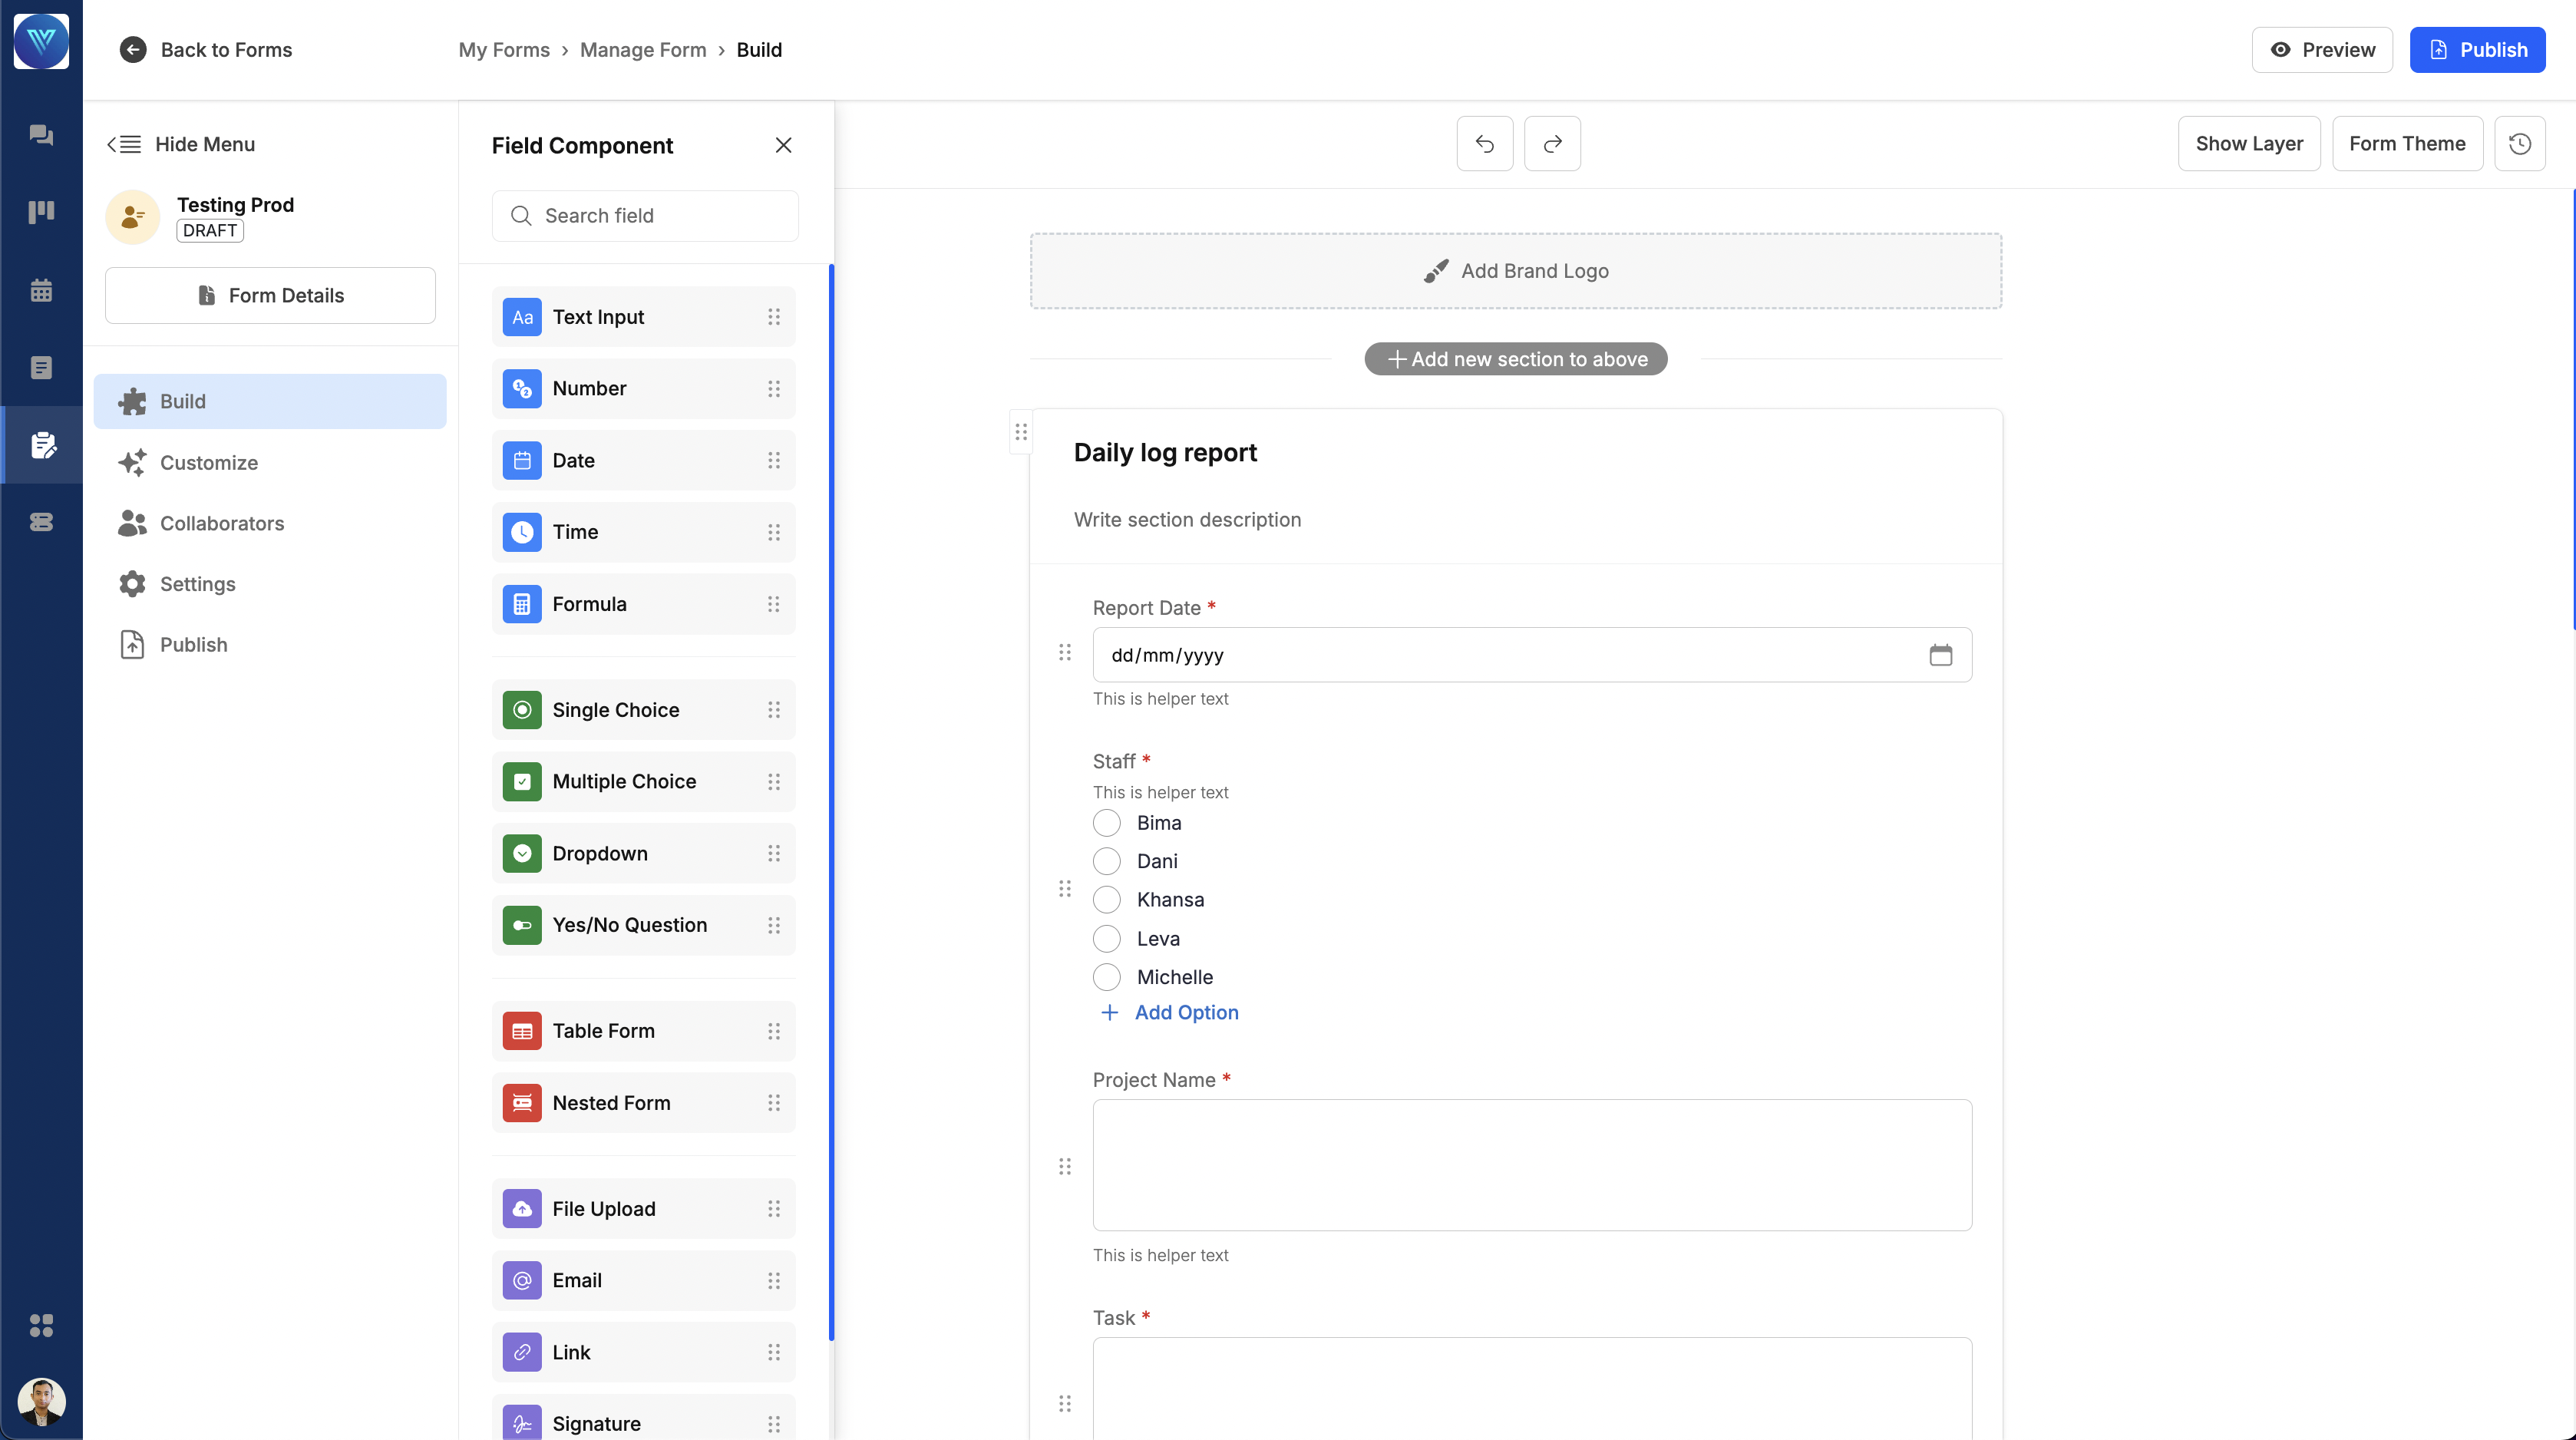 Back to Forms
My Forms › Manage Form › Build
Preview
Publish
Hide Menu
Testing Prod
DRAFT
Form Details
Build
Customize
Collaborators
Settings
Publish
Field Component
Search field
Aa Text Input
Number
Date
Time
Formula
Single Choice
Multiple Choice
Dropdown
Yes/No Question
Table Form
Nested Form
File Upload
Email
Link
Signature
Show Layer
Form Theme
Add Brand Logo
Add new section to above
Daily log report
Write section description
Report Date *
dd/mm/yyyy
This is helper text
Staff *
This is helper text
Bima
Dani
Khansa
Leva
Michelle
+ Add Option
Project Name *
This is helper text
Task *